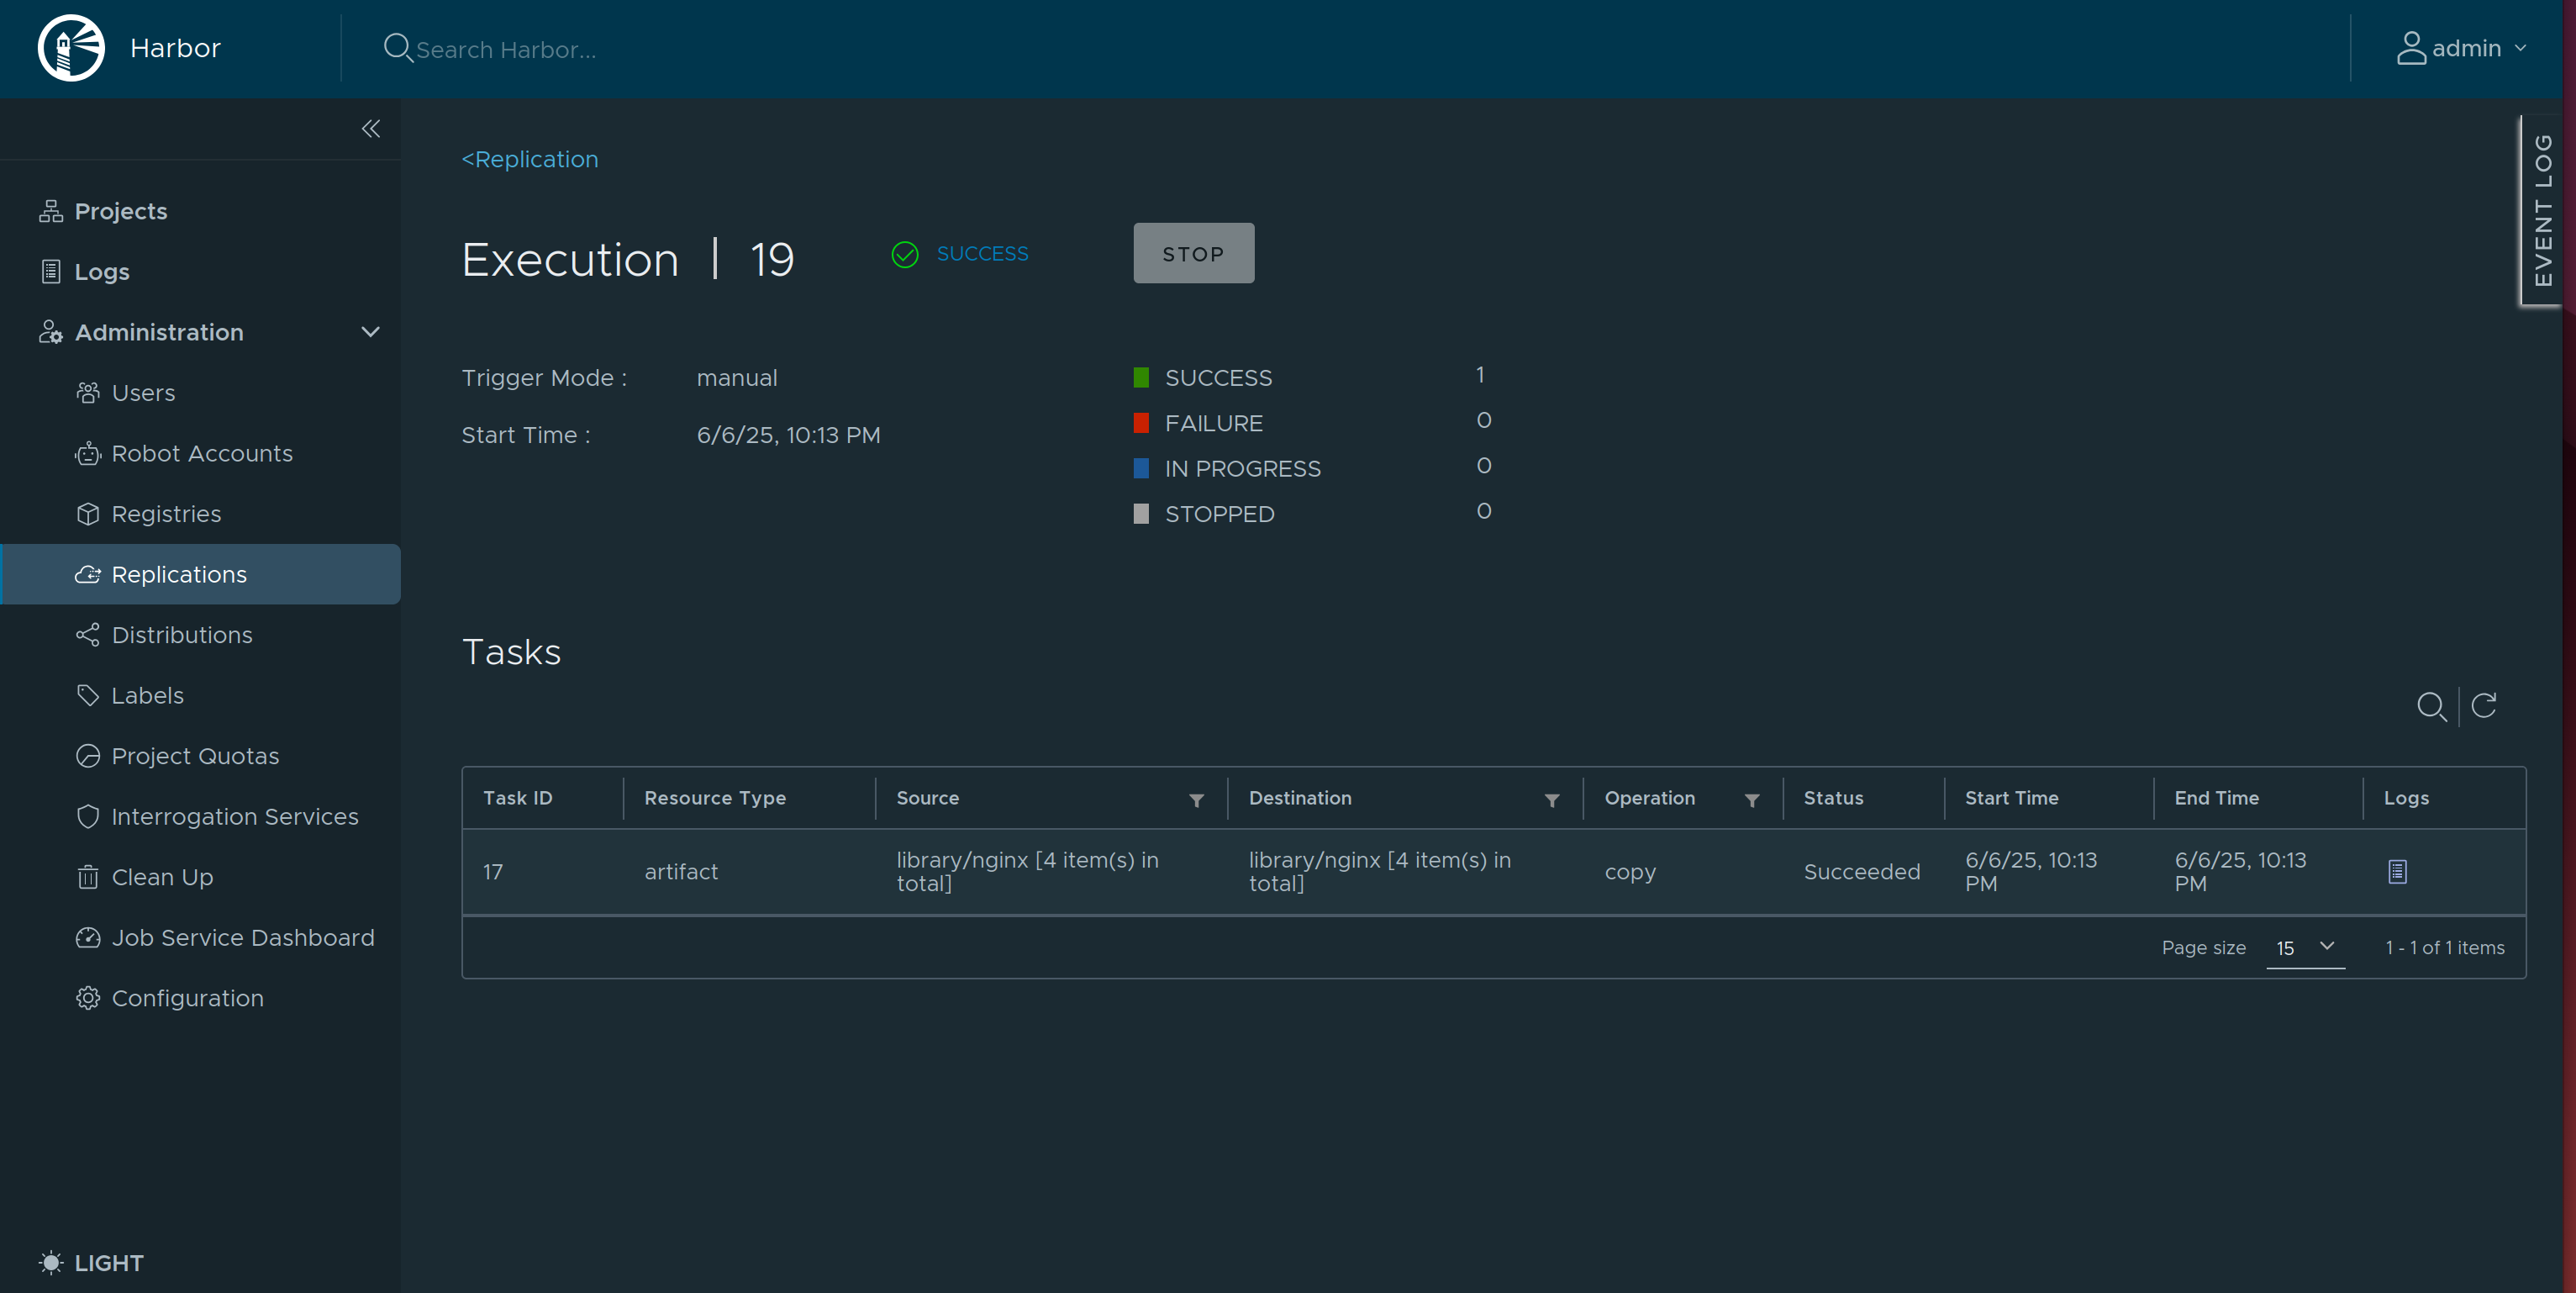 Harbor
Search Harbor...
admin
EVENT LOG
Projects
Logs
Administration
Users
Robot Accounts
Registries
Replications
Distributions
Labels
Project Quotas
Interrogation Services
Clean Up
Job Service Dashboard
Configuration
LIGHT
<Replication
Execution | 19 SUCCESS STOP
Trigger Mode : manual
Start Time : 6/6/25, 10:13 PM
SUCCESS 1
FAILURE 0
IN PROGRESS 0
STOPPED 0
Tasks
Task ID Resource Type Source Destination Operation Status Start Time End Time Logs
17 artifact library/nginx [4 item(s) in total] library/nginx [4 item(s) in total] copy Succeeded 6/6/25, 10:13 PM 6/6/25, 10:13 PM
Page size 15 1 - 1 of 1 items